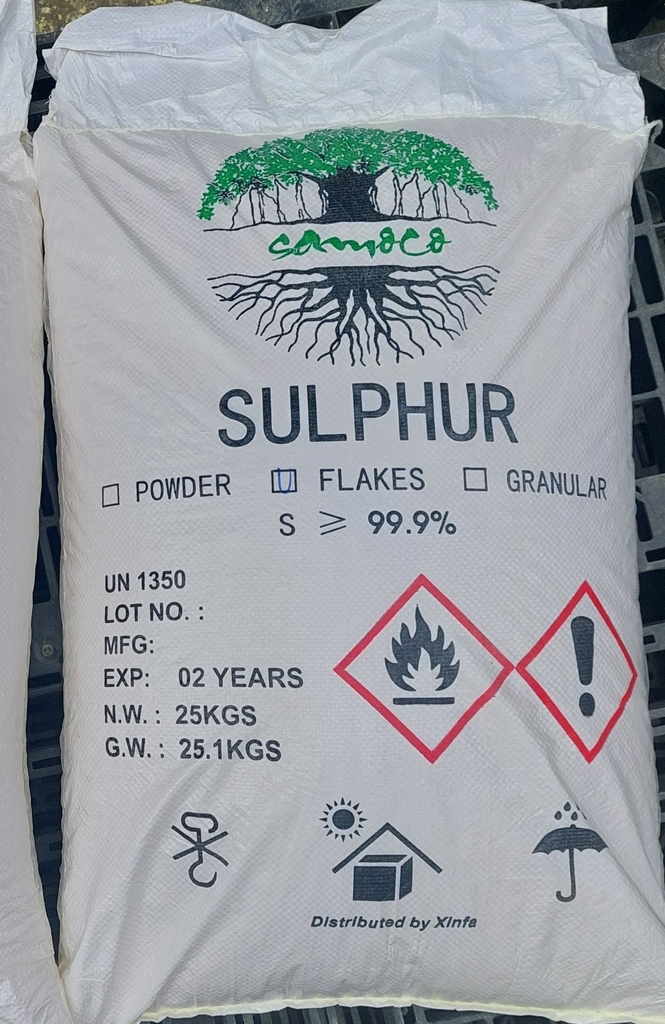 samoco
SULPHUR
POWDER FLAKES GRANULAR
S ≥ 99.9%
UN 1350
LOT NO. :
MFG:
EXP: 02 YEARS
N.W. : 25KGS
G.W. : 25.1KGS
Distributed by Xinfa